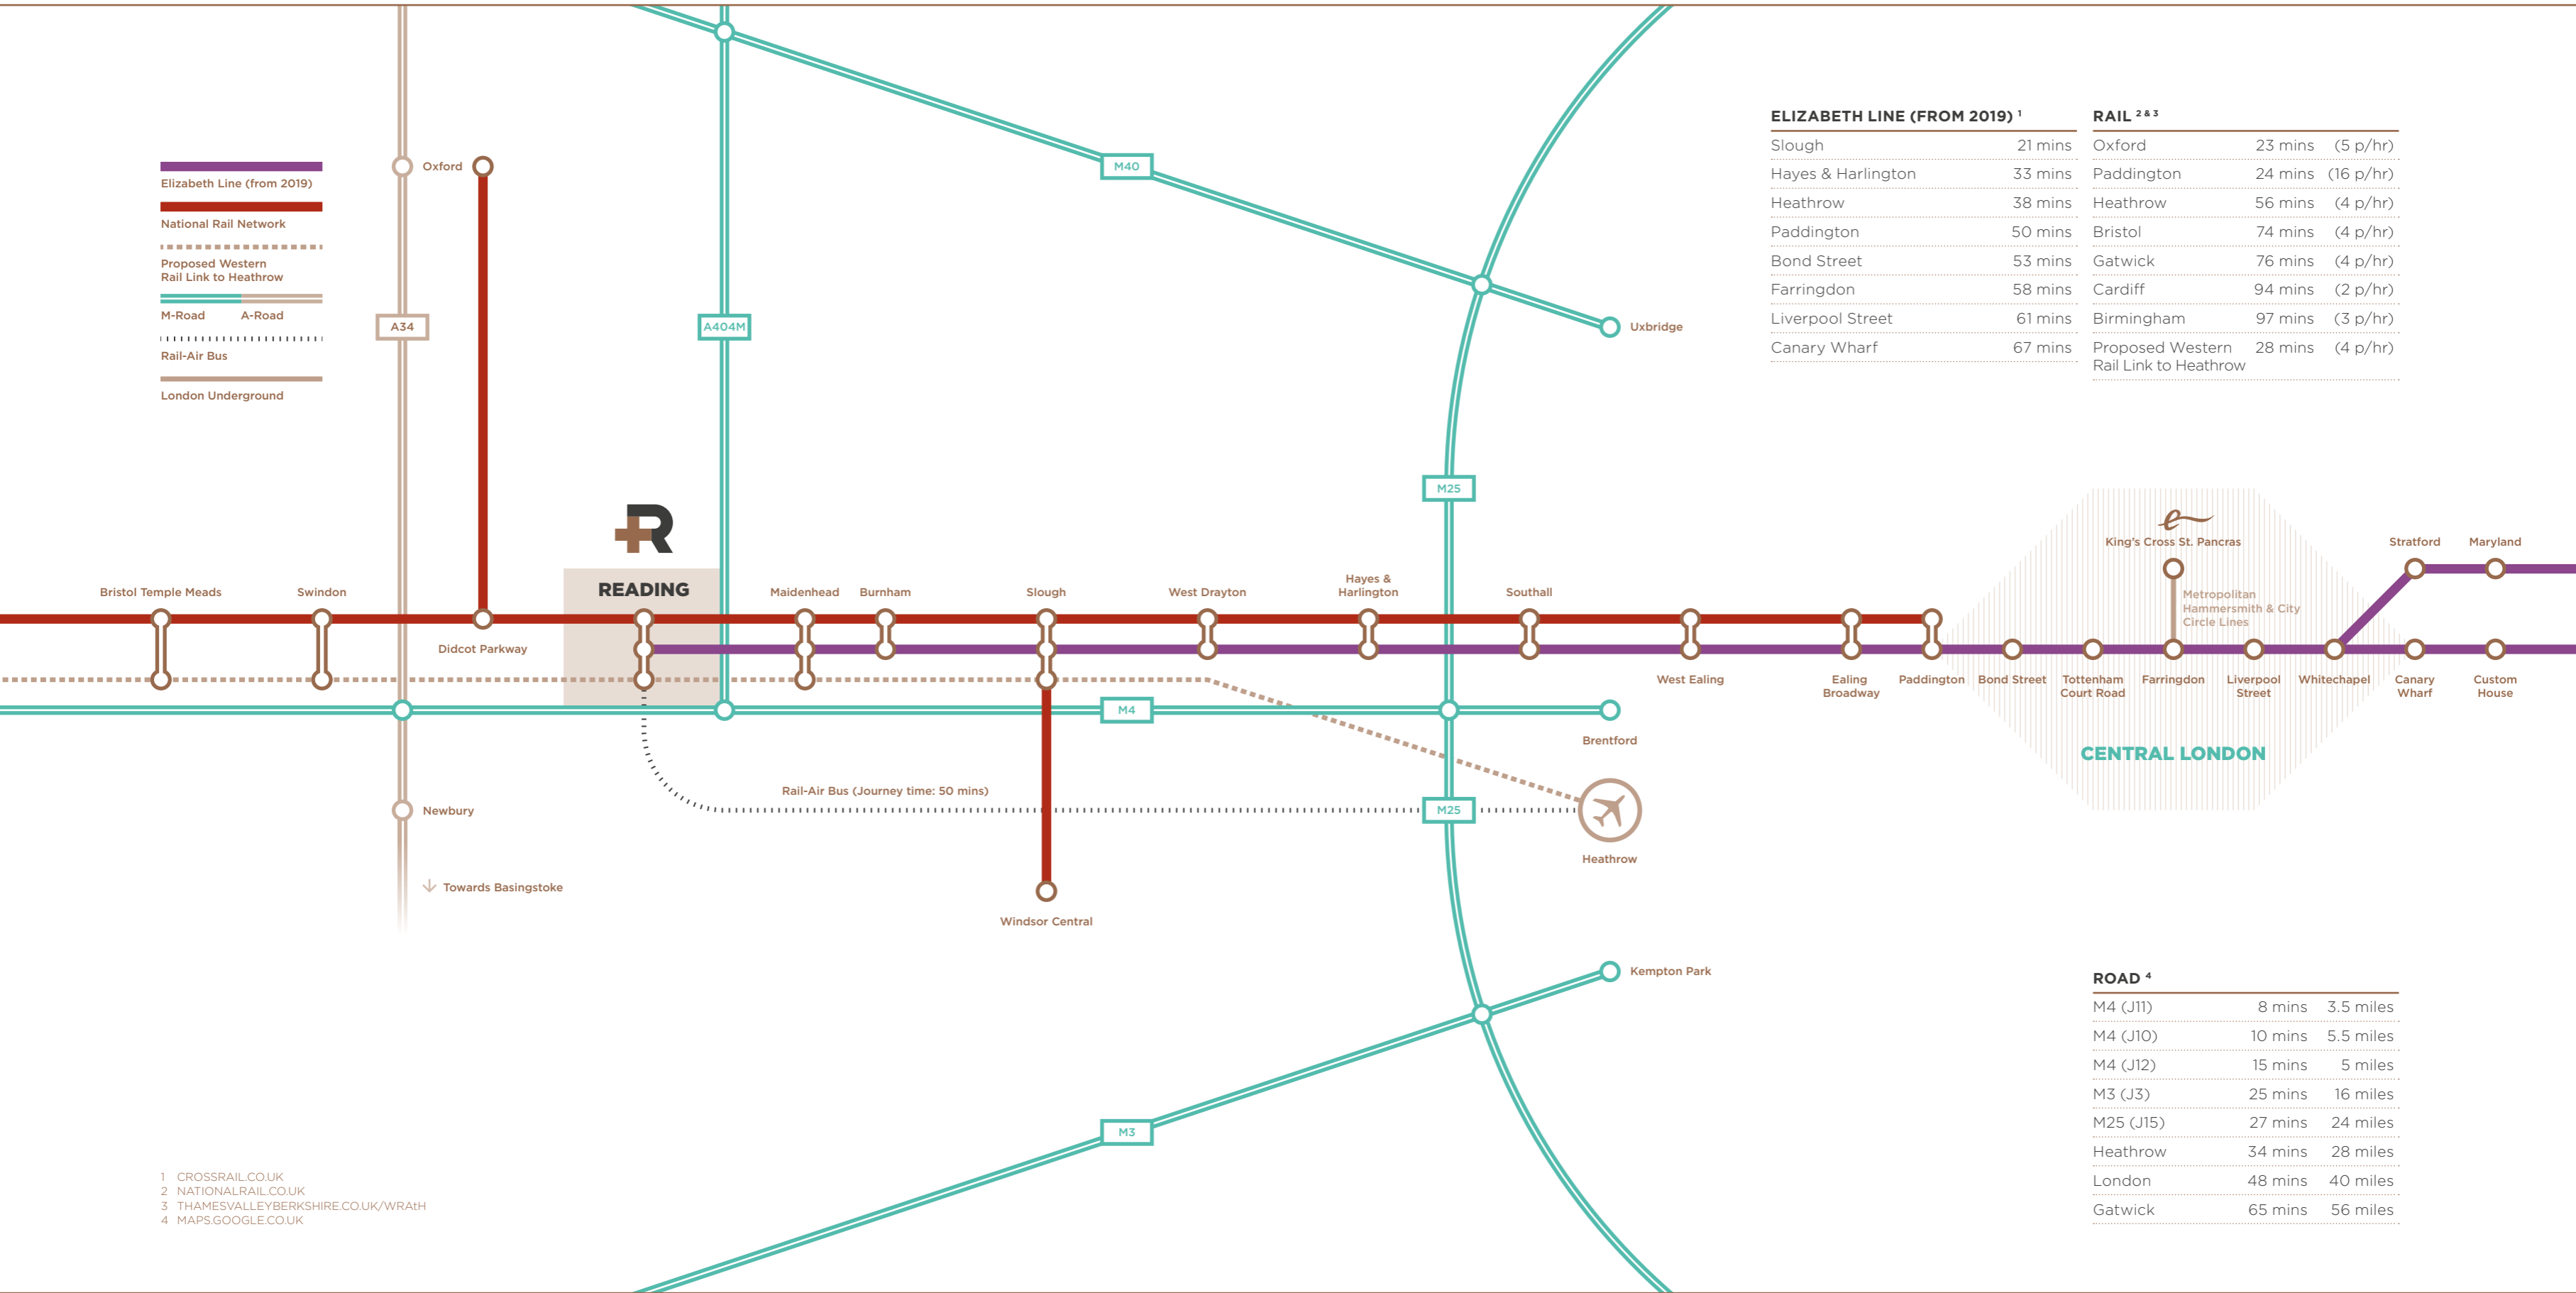 M40
ELIZABETH LINE (FROM 2019) 1
Slough 21 mins
Hayes & Harlington 33 mins
Heathrow 38 mins
Paddington 50 mins
Bond Street 53 mins
Farringdon 58 mins
Liverpool Street 61 mins
Canary Wharf 67 mins
RAIL 2 & 3
Oxford 23 mins (5 p/hr)
Paddington 24 mins (16 p/hr)
Heathrow 56 mins (4 p/hr)
Bristol 74 mins (4 p/hr)
Gatwick 76 mins (4 p/hr)
Cardiff 94 mins (2 p/hr)
Birmingham 97 mins (3 p/hr)
Proposed Western 28 mins (4 p/hr)
Rail Link to Heathrow
Elizabeth Line (from 2019)
National Rail Network
Proposed Western
Rail Link to Heathrow
M-Road A-Road
Rail-Air Bus
London Underground
Oxford
A34
A404M
Uxbridge
M25
R
READING
King's Cross St. Pancras
Stratford
Maryland
Bristol Temple Meads
Swindon
Maidenhead
Burnham
Slough
West Drayton
Hayes &
Harlington
Southall
Metropolitan
Hammersmith & City
Circle Lines
Didcot Parkway
West Ealing
Ealing
Broadway
Paddington
Bond Street
Tottenham
Court Road
Farringdon
Liverpool
Street
Whitechapel
Canary
Wharf
Custom
House
M4
Brentford
CENTRAL LONDON
Rail-Air Bus (Journey time: 50 mins)
M25
Newbury
Heathrow
Towards Basingstoke
Windsor Central
Kempton Park
M3
ROAD 4
M4 (J11) 8 mins 3.5 miles
M4 (J10) 10 mins 5.5 miles
M4 (J12) 15 mins 5 miles
M3 (J3) 25 mins 16 miles
M25 (J15) 27 mins 24 miles
Heathrow 34 mins 28 miles
London 48 mins 40 miles
Gatwick 65 mins 56 miles
1 CROSSRAIL.CO.UK
2 NATIONALRAIL.CO.UK
3 THAMESVALLEYBERKSHIRE.CO.UK/WRAtH
4 MAPS.GOOGLE.CO.UK